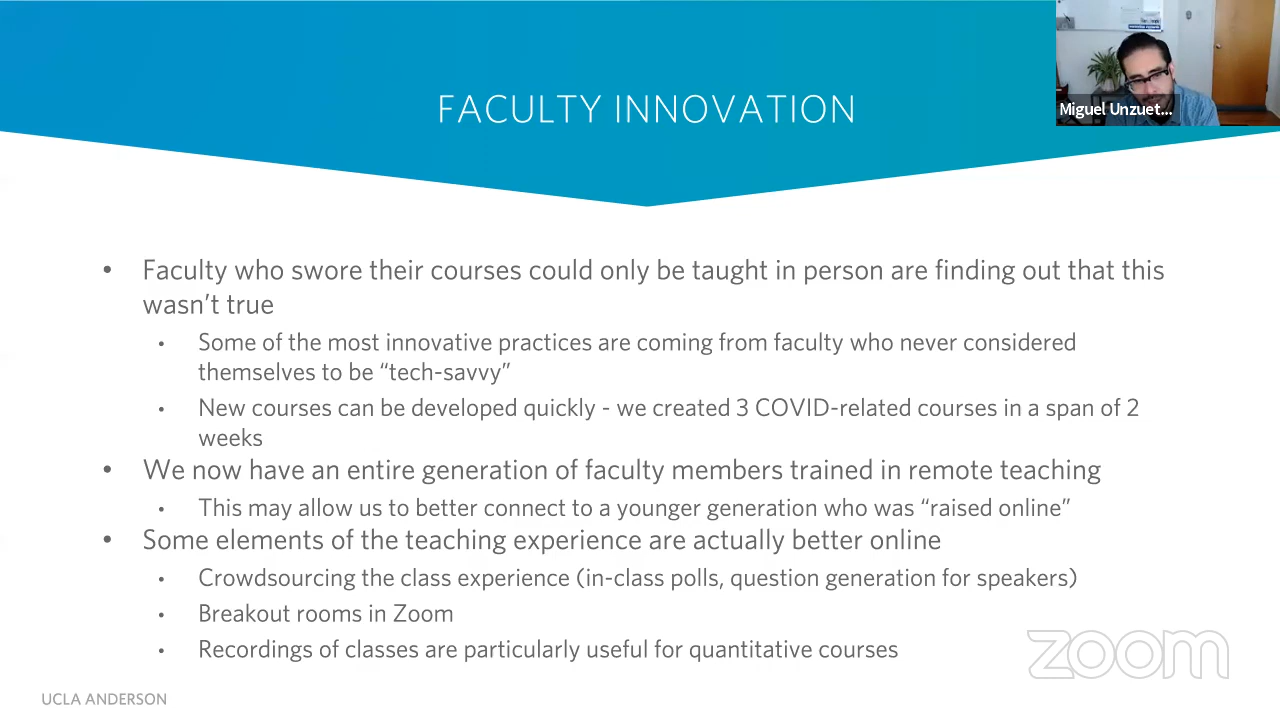 FACULTY INNOVATION
Miguel Unzuet...
• Faculty who swore their courses could only be taught in person are finding out that this
wasn’t true
• Some of the most innovative practices are coming from faculty who never considered
themselves to be “tech-savvy”
• New courses can be developed quickly - we created 3 COVID-related courses in a span of 2
weeks
• We now have an entire generation of faculty members trained in remote teaching
• This may allow us to better connect to a younger generation who was “raised online”
• Some elements of the teaching experience are actually better online
• Crowdsourcing the class experience (in-class polls, question generation for speakers)
• Breakout rooms in Zoom
• Recordings of classes are particularly useful for quantitative courses
zoom
UCLA ANDERSON